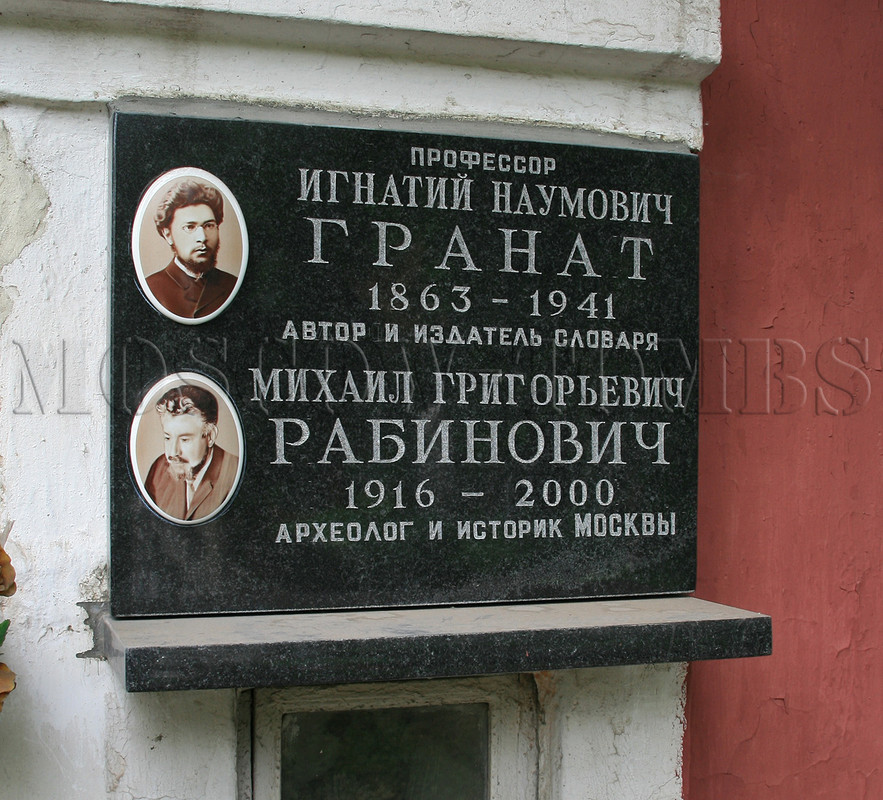 ПРОФЕССОР
ИГНАТИЙ НАУМОВИЧ
ГРАНАТ
1863 – 1941
АВТОР И ИЗДАТЕЛЬ СЛОВАРЯ
МИХАИЛ ГРИГОРЬЕВИЧ
РАБИНОВИЧ
1916 – 2000
АРХЕОЛОГ И ИСТОРИК МОСКВЫ